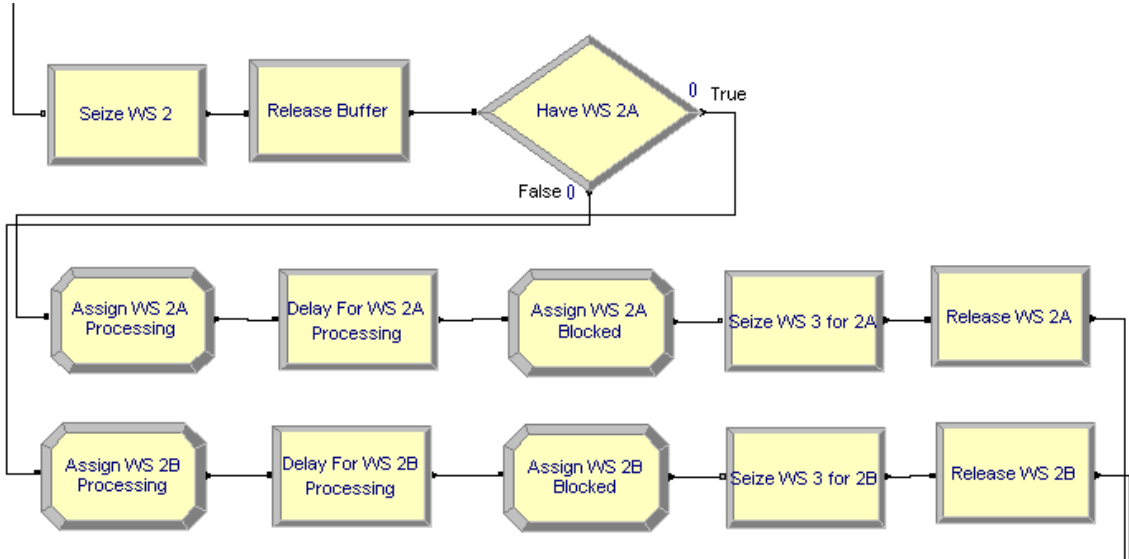 Seize WS 2
Release Buffer
Have WS 2A
0
True
False 0
Assign WS 2A
Processing
Delay For WS 2A
Processing
Assign WS 2A
Blocked
Seize WS 3 for 2A
Release WS 2A
Assign WS 2B
Processing
Delay For WS 2B
Processing
Assign WS 2B
Blocked
Seize WS 3 for 2B
Release WS 2B